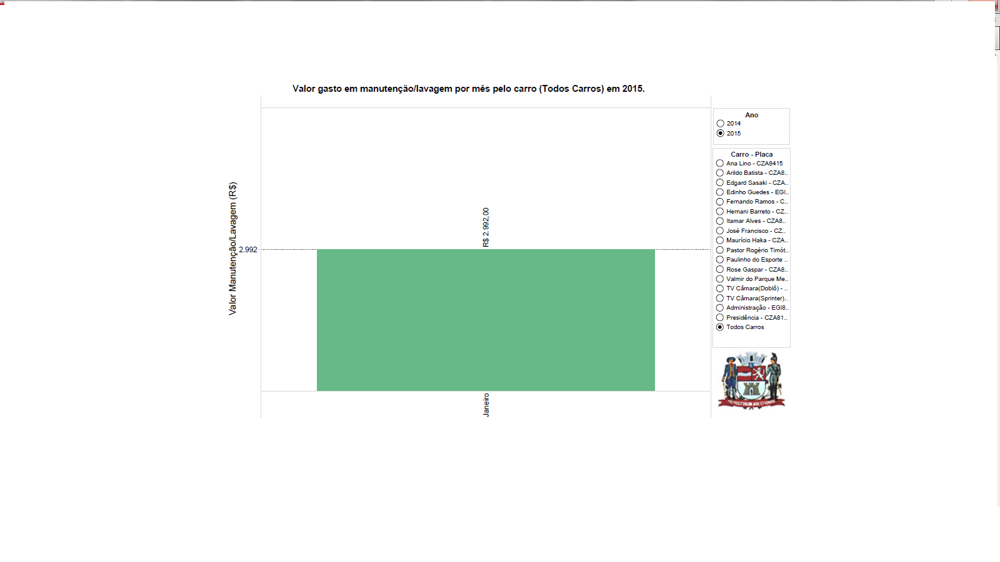 Valor gasto em manutenção/lavagem por mês pelo carro (Todos Carros) em 2015.
Valor Manutenção/Lavagem (R$)
2.992
R$ 2.992,00
Janeiro
Ano
2014
2015
Carro - Placa
Ana Lino - CZA8415
Arildo Batista - CZA8..
Edgard Sasaki - CZA..
Edinho Guedes - EGI..
Fernando Ramos - C..
Hernani Barreto - CZ..
Itamar Alves - CZA8..
José Francisco - CZ..
Maurício Haka - CZA..
Pastor Rogério Timót..
Paulinho do Esporte ..
Rose Gaspar - CZA8..
Valmir do Parque Me..
TV Câmara(Doblô) - ..
TV Câmara(Sprinter)..
Administração - EGI8..
Presidência - CZA81..
Todos Carros